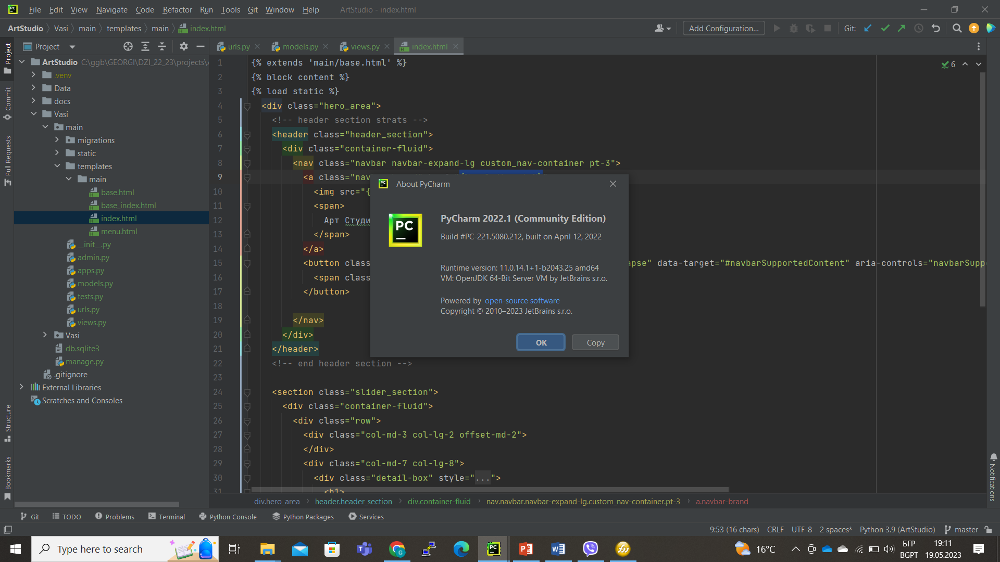 File Edit View Navigate Code Refactor Run Tools Git Window Help ArtStudio - index.html
ArtStudio Vasi main templates main index.html Add Configuration... Git:
Project urls.py models.py views.py index.html
ArtStudio C:\ggb\GEORGI\DZI_22_23\projects\
.venv
Data
docs
Vasi
main
migrations
static
templates
main
base.html
base_index.html
index.html
menu.html
__init__.py
admin.py
apps.py
models.py
tests.py
urls.py
views.py
Vasi
db.sqlite3
manage.py
.gitignore
External Libraries
Scratches and Consoles
Project
Commit
Pull Requests
Structure
Bookmarks
6
1 {% extends 'main/base.html' %}
2 {% block content %}
3 {% load static %}
4 <div class="hero_area">
5 <!-- header section strats -->
6 <header class="header_section">
7 <div class="container-fluid">
8 <nav class="navbar navbar-expand-lg custom_nav-container pt-3">
9 <a class="nav
10 <img src="{
11 <span>
12 Арт Студи
13 </span>
14 </a>
15 <button class apse" data-target="#navbarSupportedContent" aria-controls="navbarSupp
16 <span class
17 </button>
18
19 </nav>
20 </div>
21 </header>
22 <!-- end header section -->
23
24 <section class="slider_section">
25 <div class="container-fluid">
26 <div class="row">
27 <div class="col-md-3 col-lg-2 offset-md-2">
28 </div>
29 <div class="col-md-7 col-lg-8">
30 <div class="detail-box" style="...">
31 <h1>
About PyCharm
PC
PyCharm 2022.1 (Community Edition)
Build #PC-221.5080.212, built on April 12, 2022
Runtime version: 11.0.14.1+1-b2043.25 amd64
VM: OpenJDK 64-Bit Server VM by JetBrains s.r.o.
Powered by open-source software
Copyright © 2010–2023 JetBrains s.r.o.
OK Copy
Notifications
div.hero_area header.header_section div.container-fluid nav.navbar.navbar-expand-lg.custom_nav-container.pt-3 a.navbar-brand
Git TODO Problems Terminal Python Console Python Packages Services
9:53 (16 chars) CRLF UTF-8 2 spaces* Python 3.9 (ArtStudio) master
Type here to search 16°C БГР 19:11
BGPT 19.05.2023